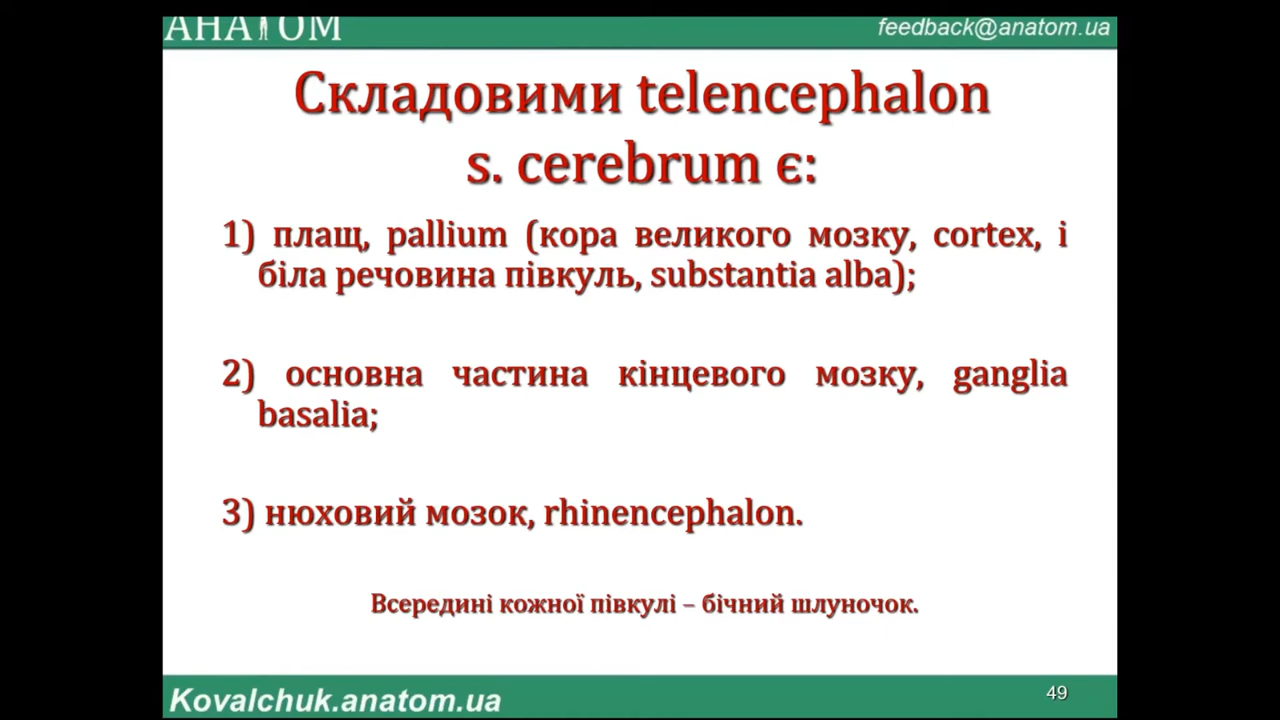 АНАТОМ
feedback@anatom.ua
Складовими telencephalon
s. cerebrum є:
1) плащ, pallium (кора великого мозку, cortex, і
біла речовина півкуль, substantia alba);
2) основна частина кінцевого мозку, ganglia
basalia;
3) нюховий мозок, rhinencephalon.
Всередині кожної півкулі – бічний шлуночок.
Kovalchuk.anatom.ua
49